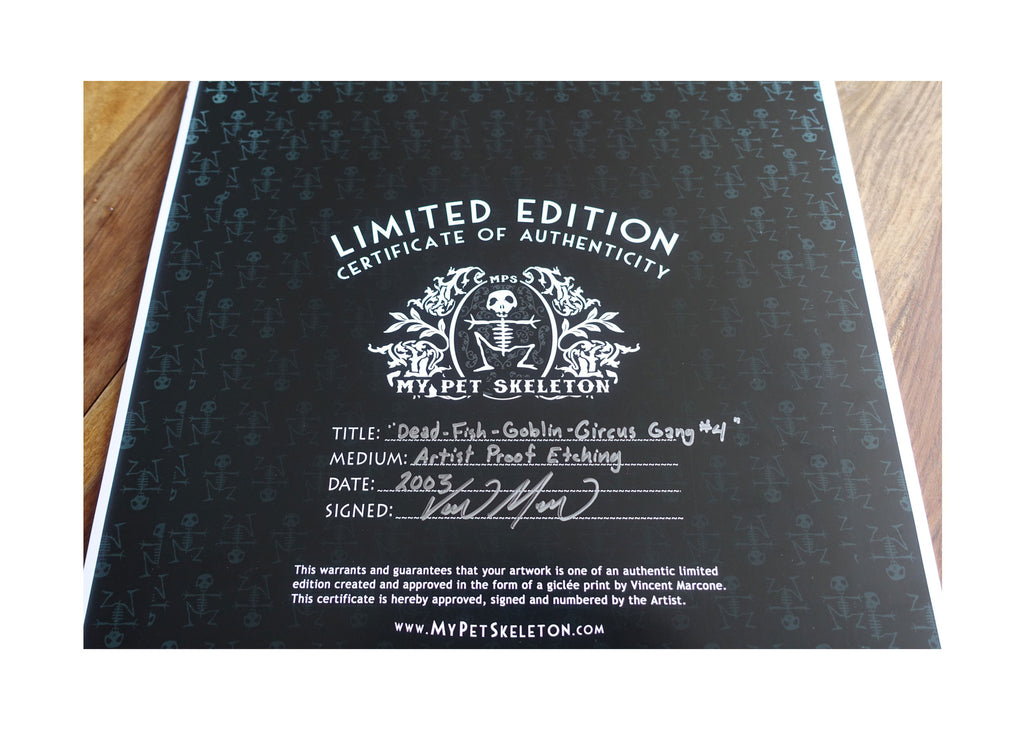 LIMITED EDITION
CERTIFICATE OF AUTHENTICITY
MPS
MY PET SKELETON
TITLE: "Dead-Fish-Goblin-Circus Gang #4"
MEDIUM: Artist Proof Etching
DATE: 2003
SIGNED:
This warrants and guarantees that your artwork is one of an authentic limited
edition created and approved in the form of a giclée print by Vincent Marcone.
This certificate is hereby approved, signed and numbered by the Artist.
WWW.MYPETSKELETON.COM